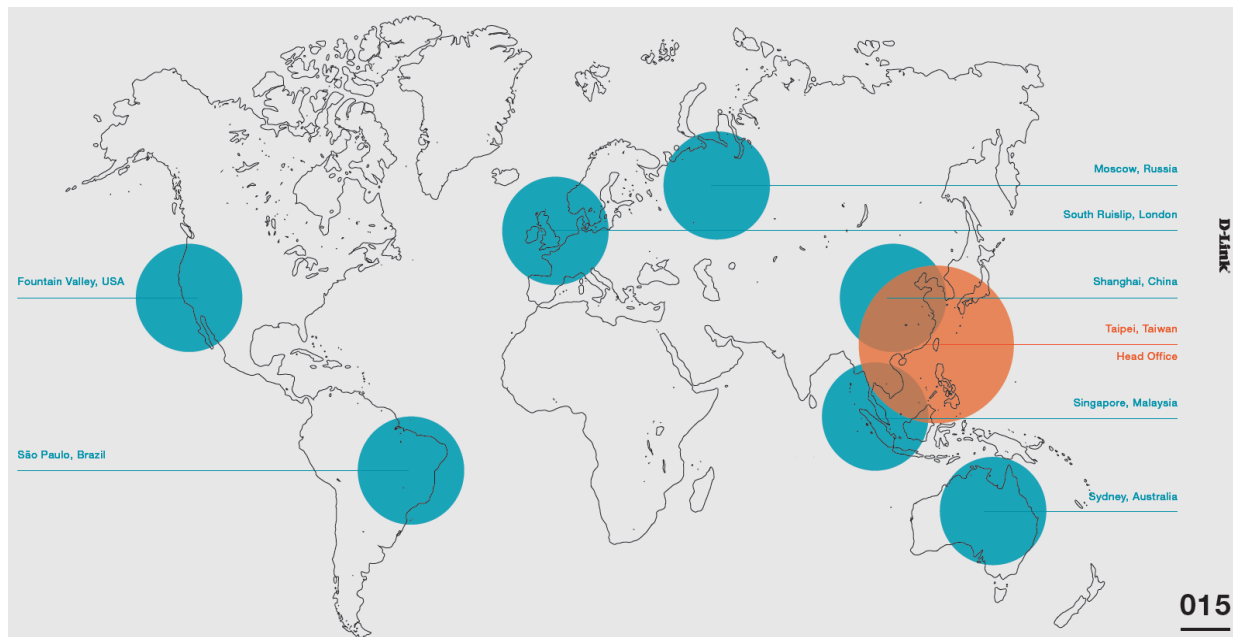 Moscow, Russia
South Ruislip, London
D-Link
Fountain Valley, USA
Shanghai, China
Taipei, Taiwan
Head Office
Singapore, Malaysia
São Paulo, Brazil
Sydney, Australia
015